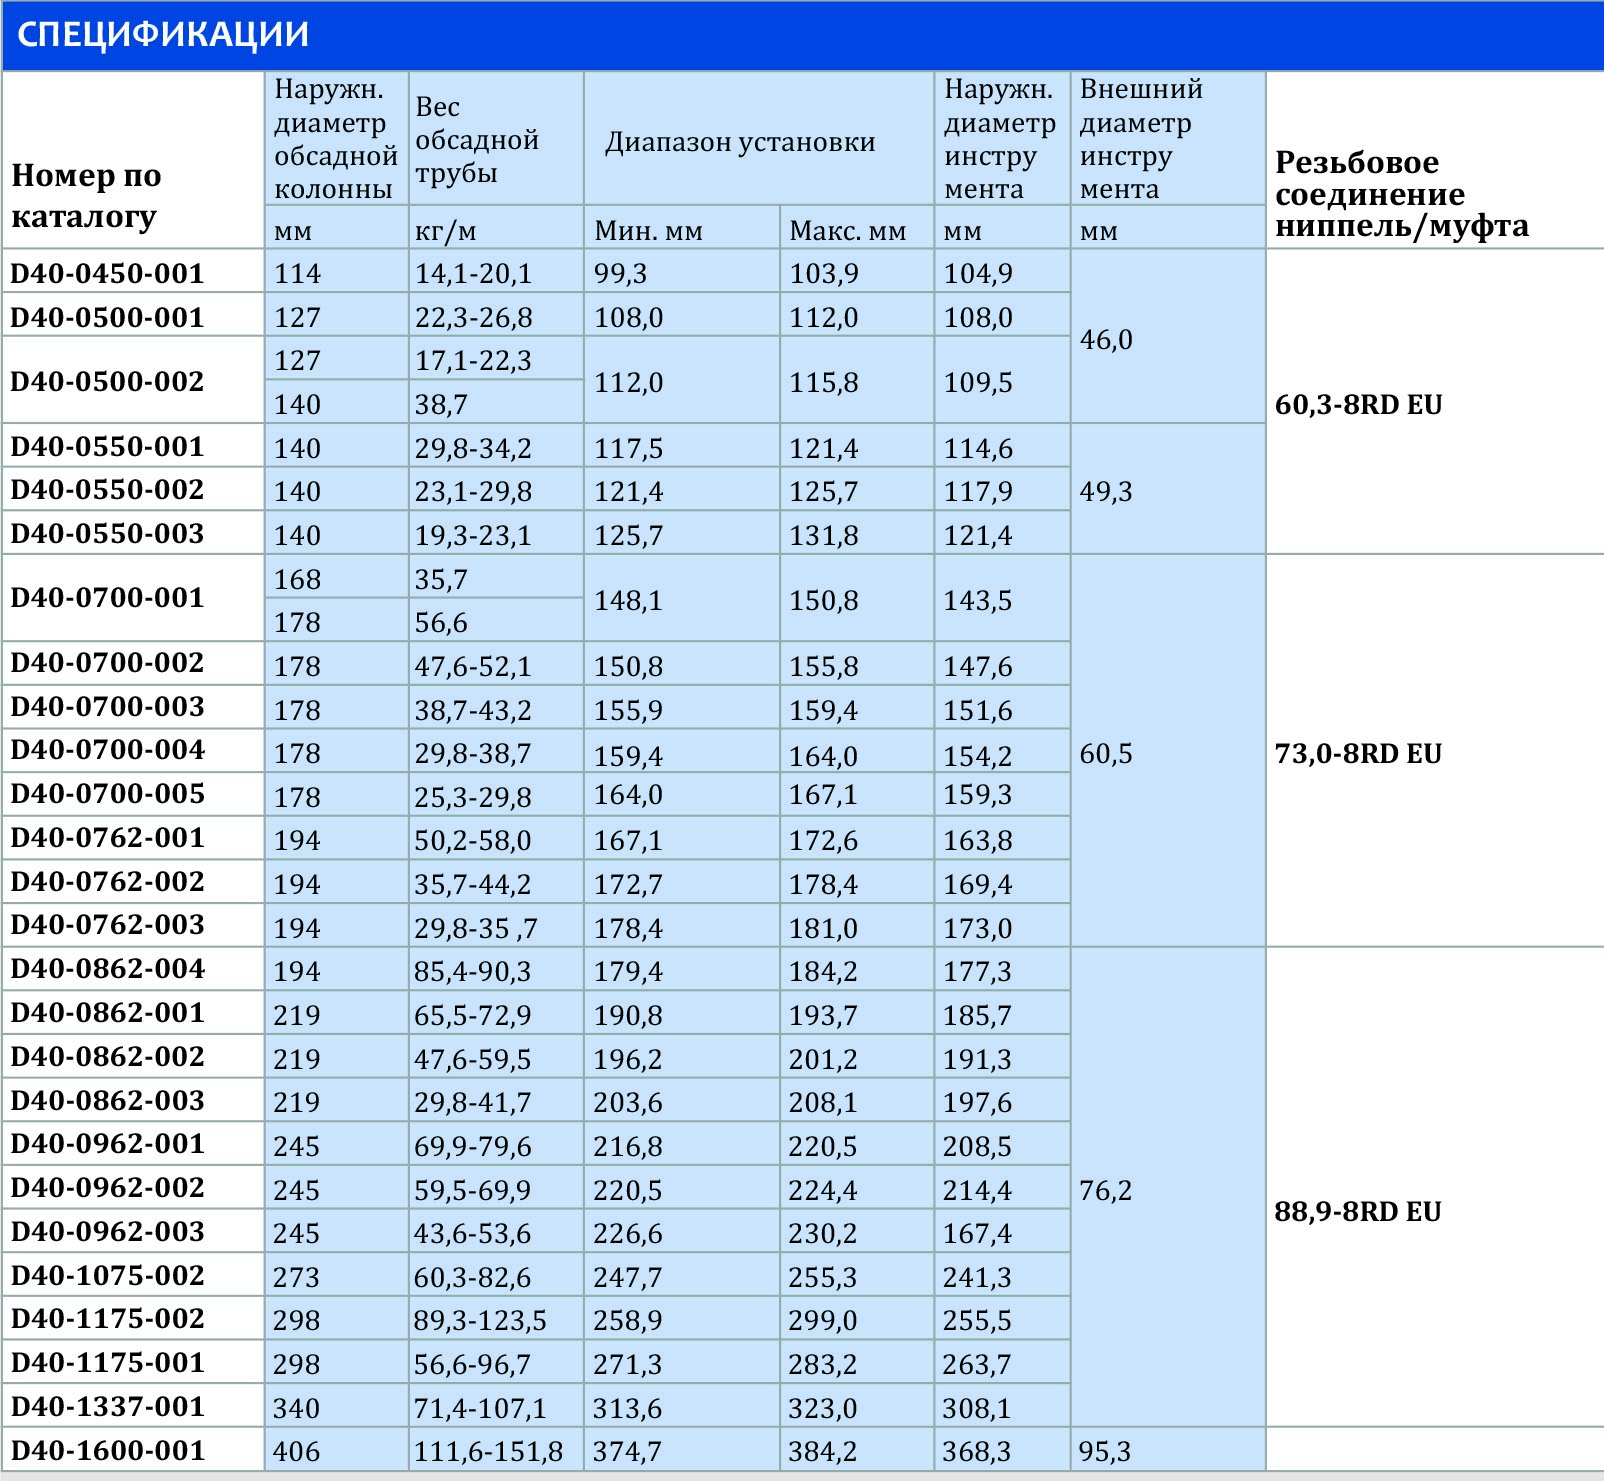 СПЕЦИФИКАЦИИ
Номер по каталогу | Наружн. диаметр обсадной колонны | Вес обсадной трубы | Диапазон установки | Наружн. диаметр инстру мента | Внешний диаметр инстру мента | Резьбовое соединение ниппель/муфта
мм | кг/м | Мин. мм | Макс. мм | мм | мм
D40-0450-001 | 114 | 14,1-20,1 | 99,3 | 103,9 | 104,9 | 46,0 | 60,3-8RD EU
D40-0500-001 | 127 | 22,3-26,8 | 108,0 | 112,0 | 108,0
D40-0500-002 | 127 | 17,1-22,3 | 112,0 | 115,8 | 109,5
140 | 38,7
D40-0550-001 | 140 | 29,8-34,2 | 117,5 | 121,4 | 114,6 | 49,3
D40-0550-002 | 140 | 23,1-29,8 | 121,4 | 125,7 | 117,9
D40-0550-003 | 140 | 19,3-23,1 | 125,7 | 131,8 | 121,4
D40-0700-001 | 168 | 35,7 | 148,1 | 150,8 | 143,5 | 60,5 | 73,0-8RD EU
178 | 56,6
D40-0700-002 | 178 | 47,6-52,1 | 150,8 | 155,8 | 147,6
D40-0700-003 | 178 | 38,7-43,2 | 155,9 | 159,4 | 151,6
D40-0700-004 | 178 | 29,8-38,7 | 159,4 | 164,0 | 154,2
D40-0700-005 | 178 | 25,3-29,8 | 164,0 | 167,1 | 159,3
D40-0762-001 | 194 | 50,2-58,0 | 167,1 | 172,6 | 163,8
D40-0762-002 | 194 | 35,7-44,2 | 172,7 | 178,4 | 169,4
D40-0762-003 | 194 | 29,8-35 ,7 | 178,4 | 181,0 | 173,0
D40-0862-004 | 194 | 85,4-90,3 | 179,4 | 184,2 | 177,3 | 76,2 | 88,9-8RD EU
D40-0862-001 | 219 | 65,5-72,9 | 190,8 | 193,7 | 185,7
D40-0862-002 | 219 | 47,6-59,5 | 196,2 | 201,2 | 191,3
D40-0862-003 | 219 | 29,8-41,7 | 203,6 | 208,1 | 197,6
D40-0962-001 | 245 | 69,9-79,6 | 216,8 | 220,5 | 208,5
D40-0962-002 | 245 | 59,5-69,9 | 220,5 | 224,4 | 214,4
D40-0962-003 | 245 | 43,6-53,6 | 226,6 | 230,2 | 167,4
D40-1075-002 | 273 | 60,3-82,6 | 247,7 | 255,3 | 241,3
D40-1175-002 | 298 | 89,3-123,5 | 258,9 | 299,0 | 255,5
D40-1175-001 | 298 | 56,6-96,7 | 271,3 | 283,2 | 263,7
D40-1337-001 | 340 | 71,4-107,1 | 313,6 | 323,0 | 308,1
D40-1600-001 | 406 | 111,6-151,8 | 374,7 | 384,2 | 368,3 | 95,3